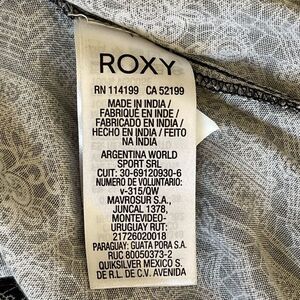 ROXY
RN 114199 CA 52199
MADE IN INDIA /
FABRIQUÉ EN INDE /
FABRICADO EN INDIA /
HECHO EN INDIA / FEITO
NA ÍNDIA
ARGENTINA WORLD
SPORT SRL
CUIT: 30-69120930-6
NUMERO DE VOLUNTARIO:
v-315/QW
MAVROSUR S.A.,
JUNCAL 1378,
MONTEVIDEO-
URUGUAY RUT:
21726020018
PARAGUAY: GUATA PORA S.A.
RUC 80050373-2
QUIKSILVER MEXICO S.
DE R.L. DE C.V. AVENIDA